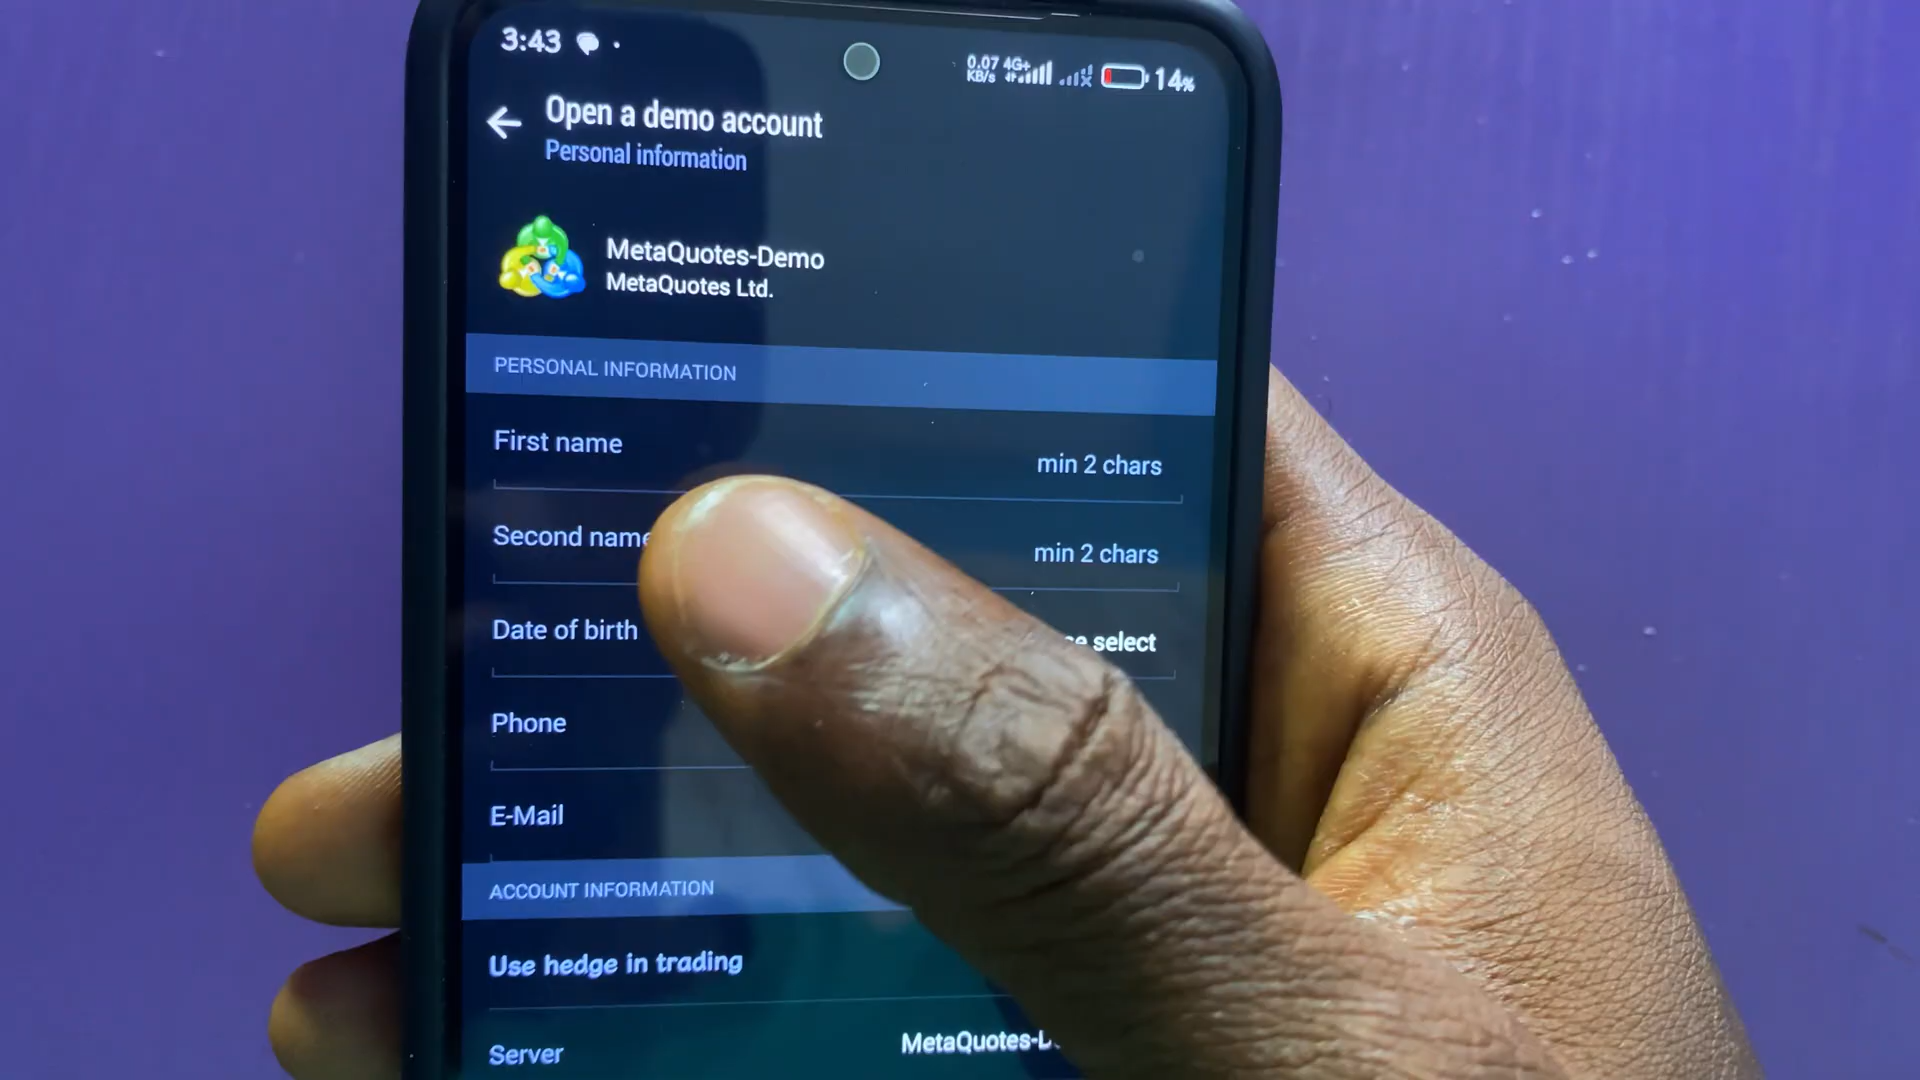 3:43
0.07 KB/s 4G+ 14%
Open a demo account
Personal information
MetaQuotes-Demo
MetaQuotes Ltd.
PERSONAL INFORMATION
First name min 2 chars
Second name min 2 chars
Date of birth select
Phone
E-Mail
ACCOUNT INFORMATION
Use hedge in trading
Server MetaQuotes-